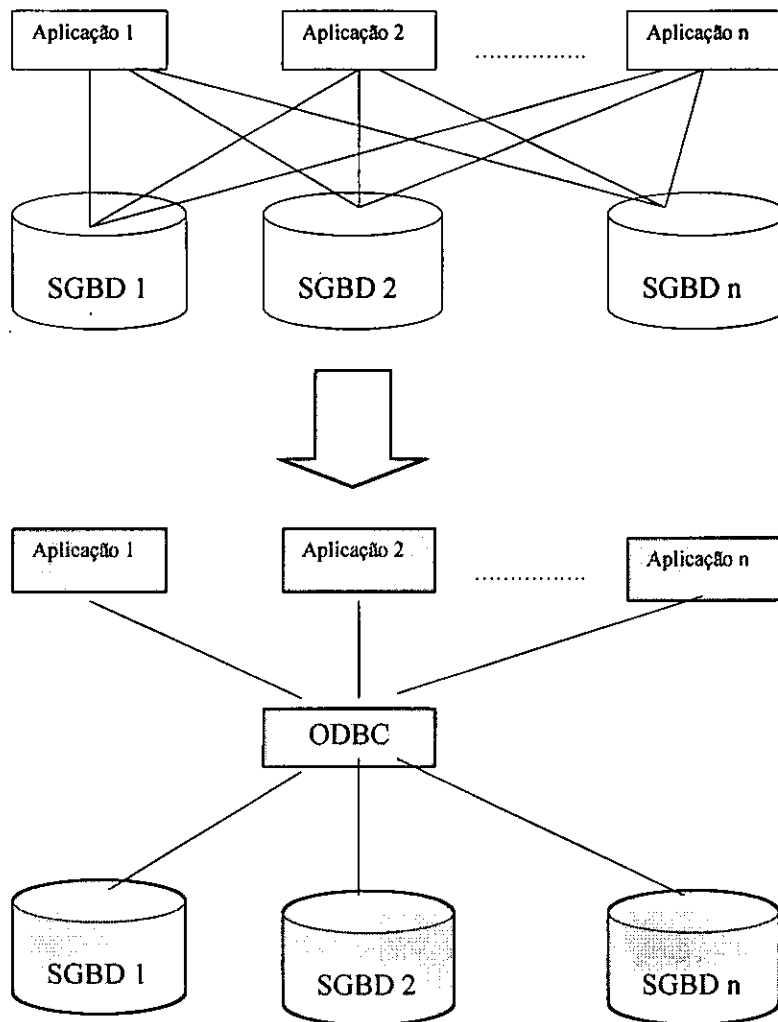 Aplicação 1
Aplicação 2
..................
Aplicação n
SGBD 1
SGBD 2
SGBD n
Aplicação 1
Aplicação 2
..................
Aplicação n
ODBC
SGBD 1
SGBD 2
SGBD n